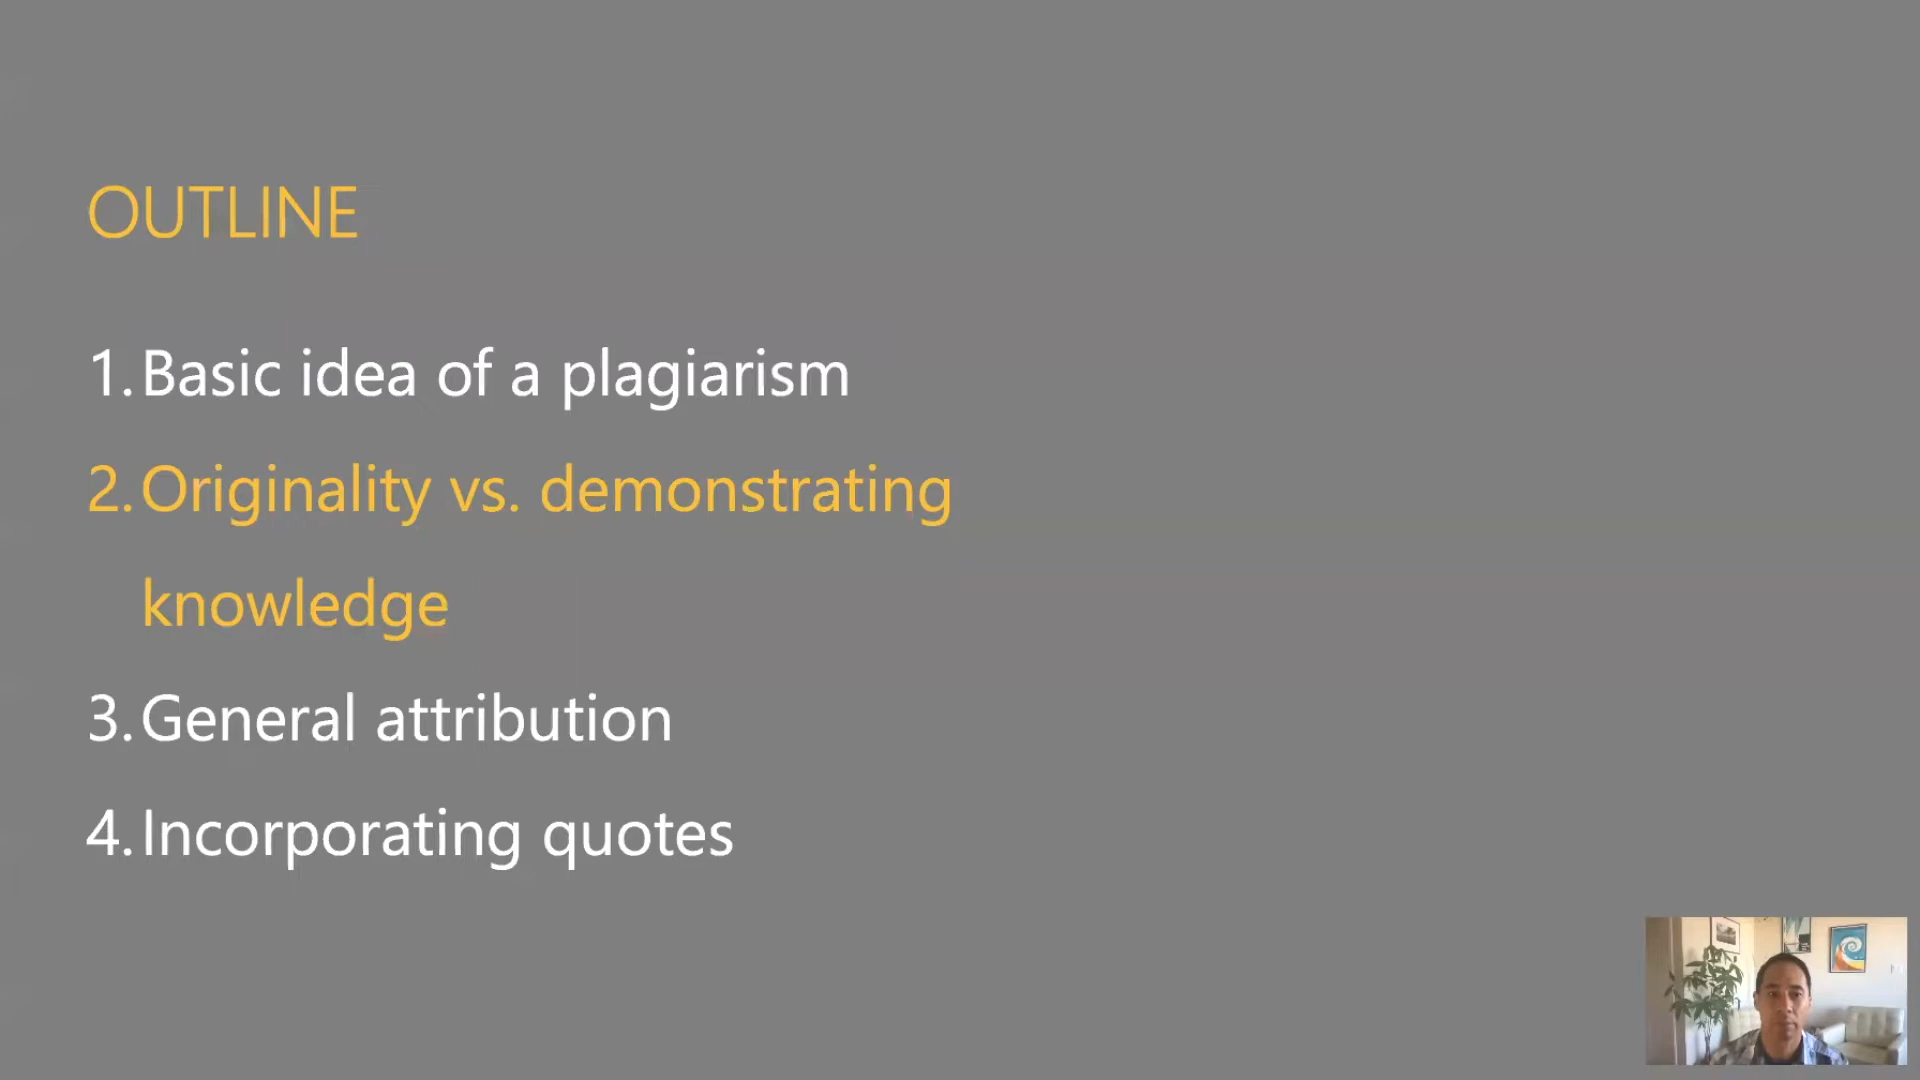 OUTLINE
1. Basic idea of a plagiarism
2. Originality vs. demonstrating
knowledge
3. General attribution
4. Incorporating quotes